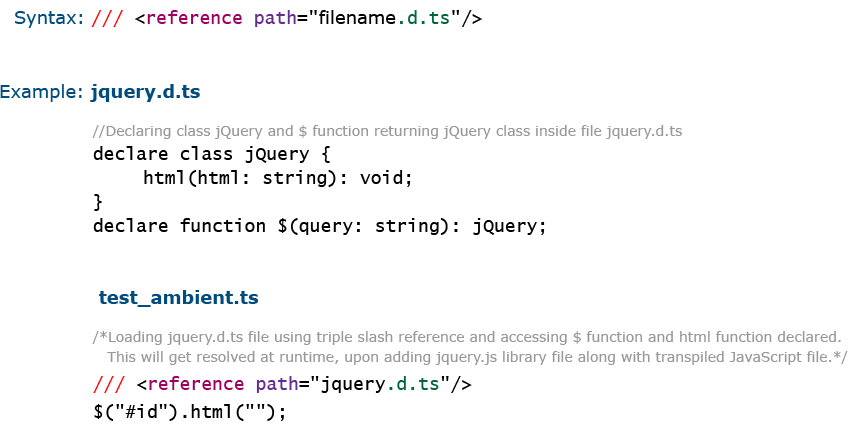 Syntax: /// <reference path="filename.d.ts"/>
Example: jquery.d.ts
//Declaring class jQuery and $ function returning jQuery class inside file jquery.d.ts
declare class jQuery {
html(html: string): void;
}
declare function $(query: string): jQuery;
test_ambient.ts
/*Loading jquery.d.ts file using triple slash reference and accessing $ function and html function declared.
This will get resolved at runtime, upon adding jquery.js library file along with transpiled JavaScript file.*/
/// <reference path="jquery.d.ts"/>
$("#id").html("");